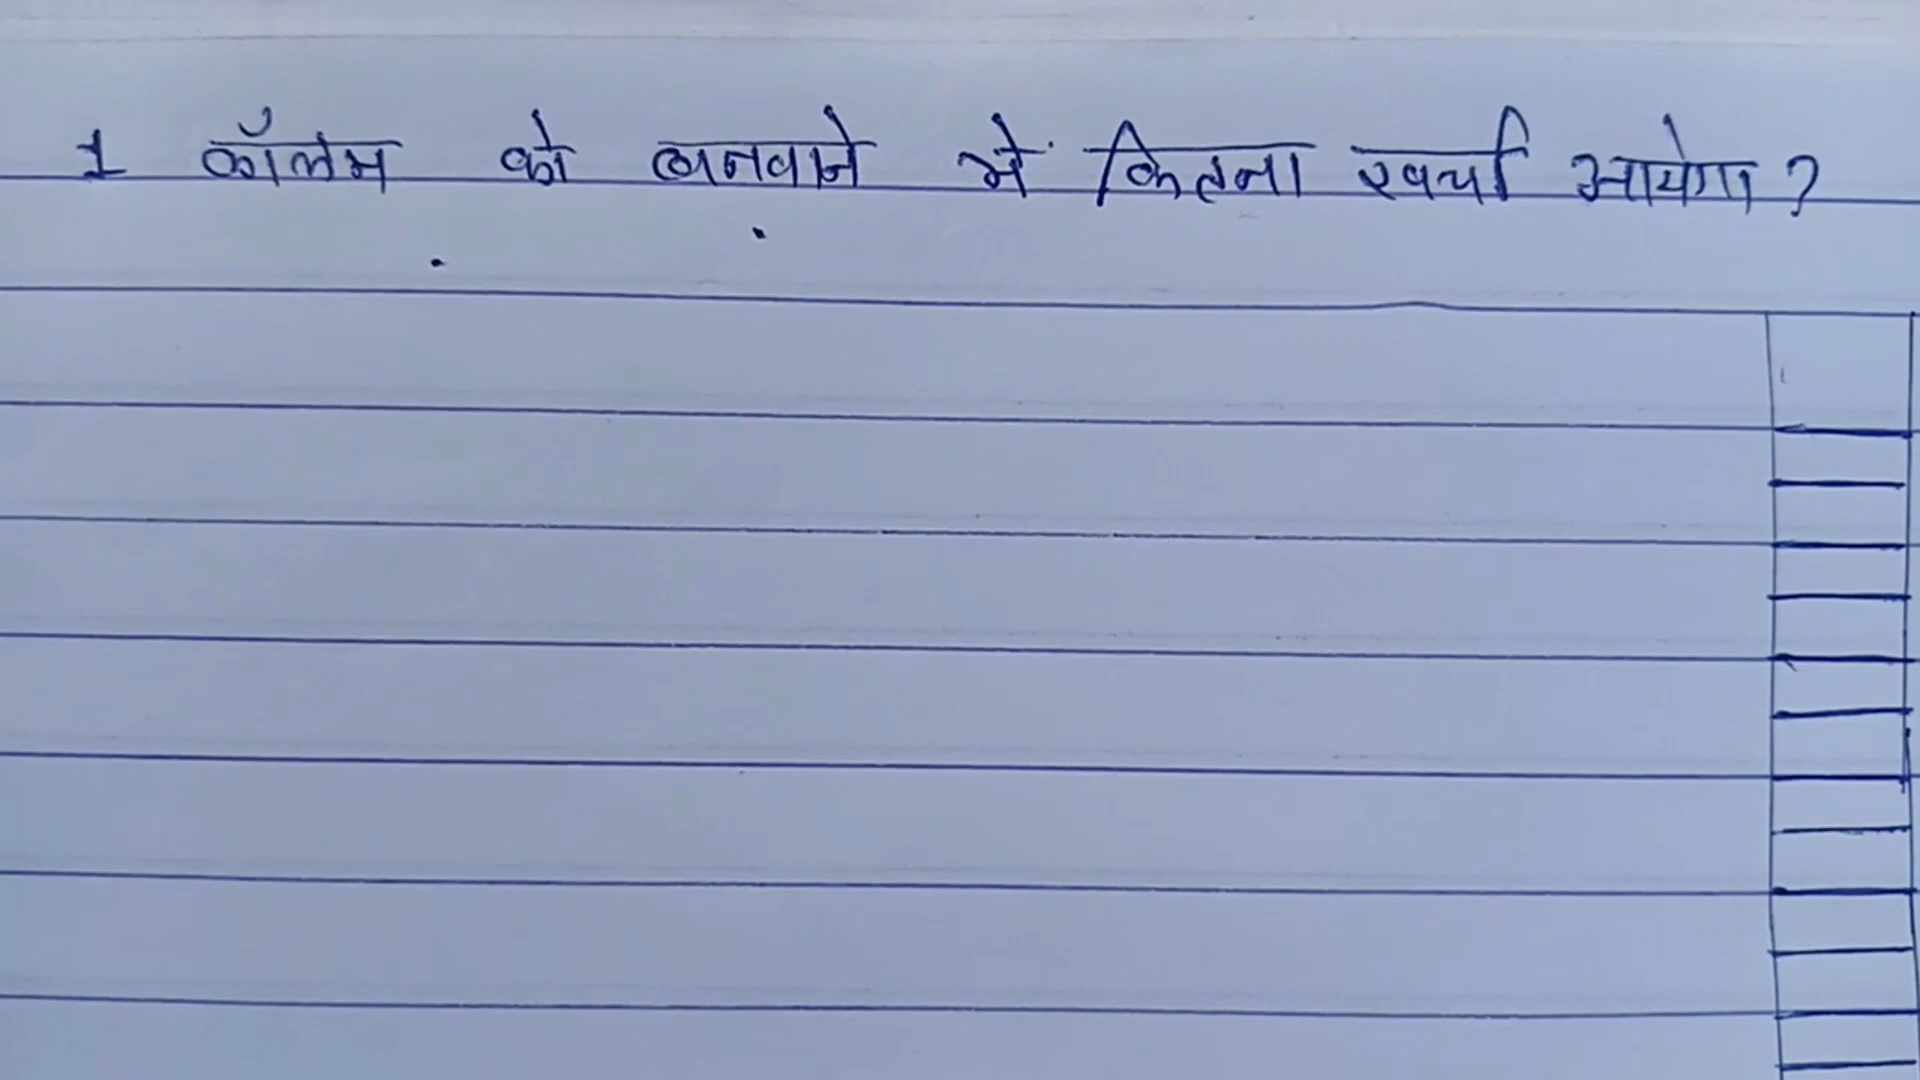 1 कॉलम को बनवाने में कितना खर्चा आयेगा ?